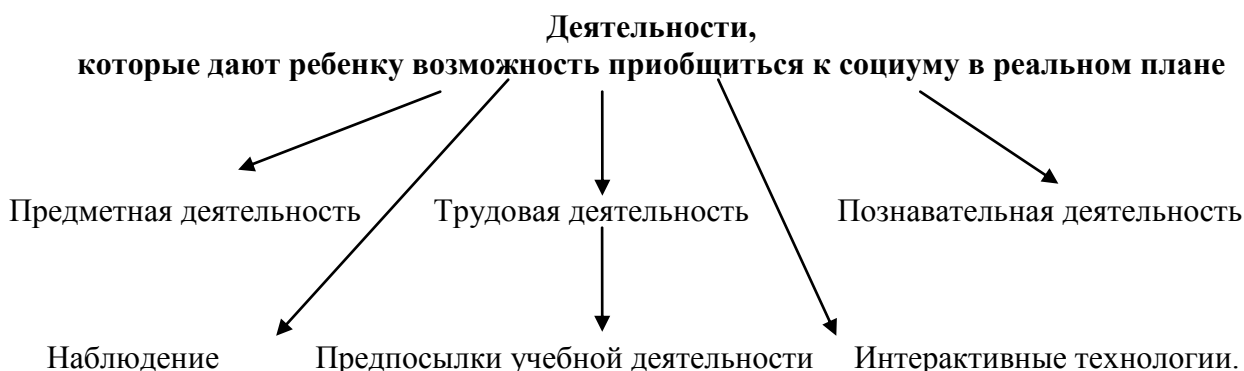 Деятельности,
которые дают ребенку возможность приобщиться к социуму в реальном плане
Предметная деятельность Трудовая деятельность Познавательная деятельность
Наблюдение Предпосылки учебной деятельности Интерактивные технологии.